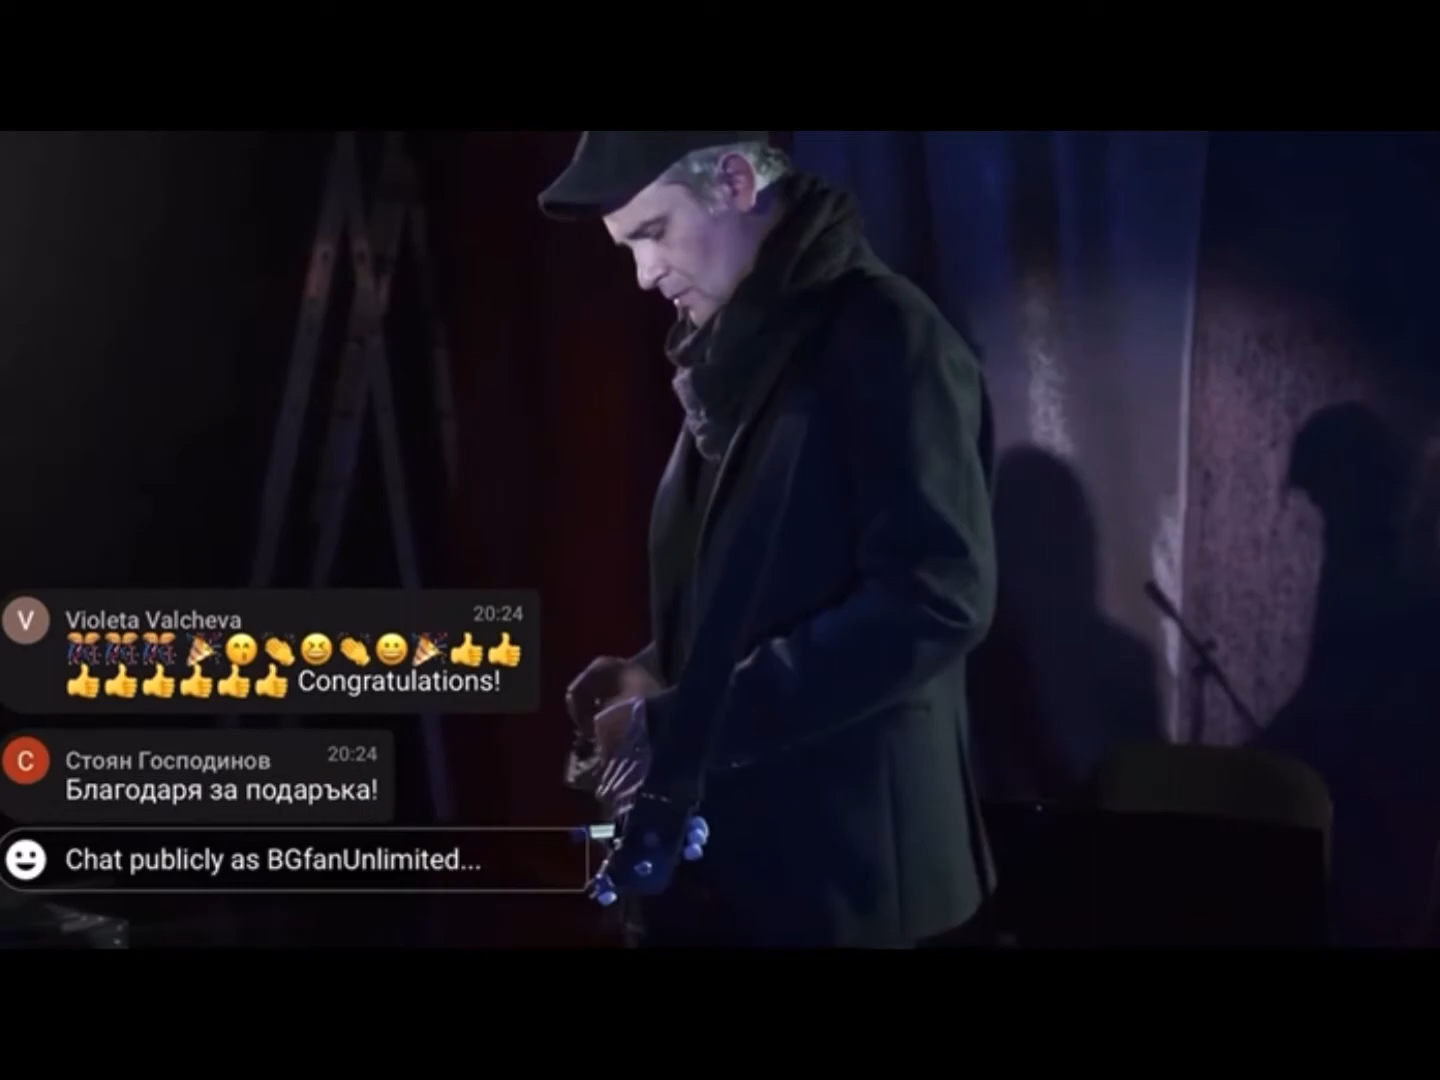 V
Violeta Valcheva
20:24
🎊🎊🎊 🎉😙👏😆👏😀🎉👍👍
👍👍👍👍👍👍 Congratulations!
С
Стоян Господинов
20:24
Благодаря за подаръка!
Chat publicly as BGfanUnlimited...